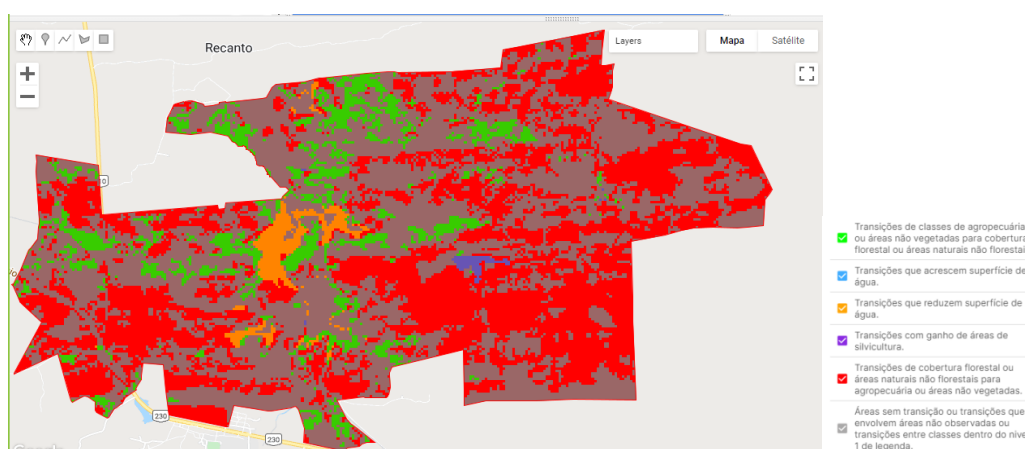 Recanto
Layers
Mapa
Satélite
10
230
230
Google
Transições de classes de agropecuária
ou áreas não vegetadas para cobertura
florestal ou áreas naturais não florestai
Transições que acrescem superfície de
água.
Transições que reduzem superfície de
água.
Transições com ganho de áreas de
silvicultura.
Transições de cobertura florestal ou
áreas naturais não florestais para
agropecuária ou áreas não vegetadas.
Áreas sem transição ou transições que
envolvem áreas não observadas ou
transições entre classes dentro do níve
1 de legenda.